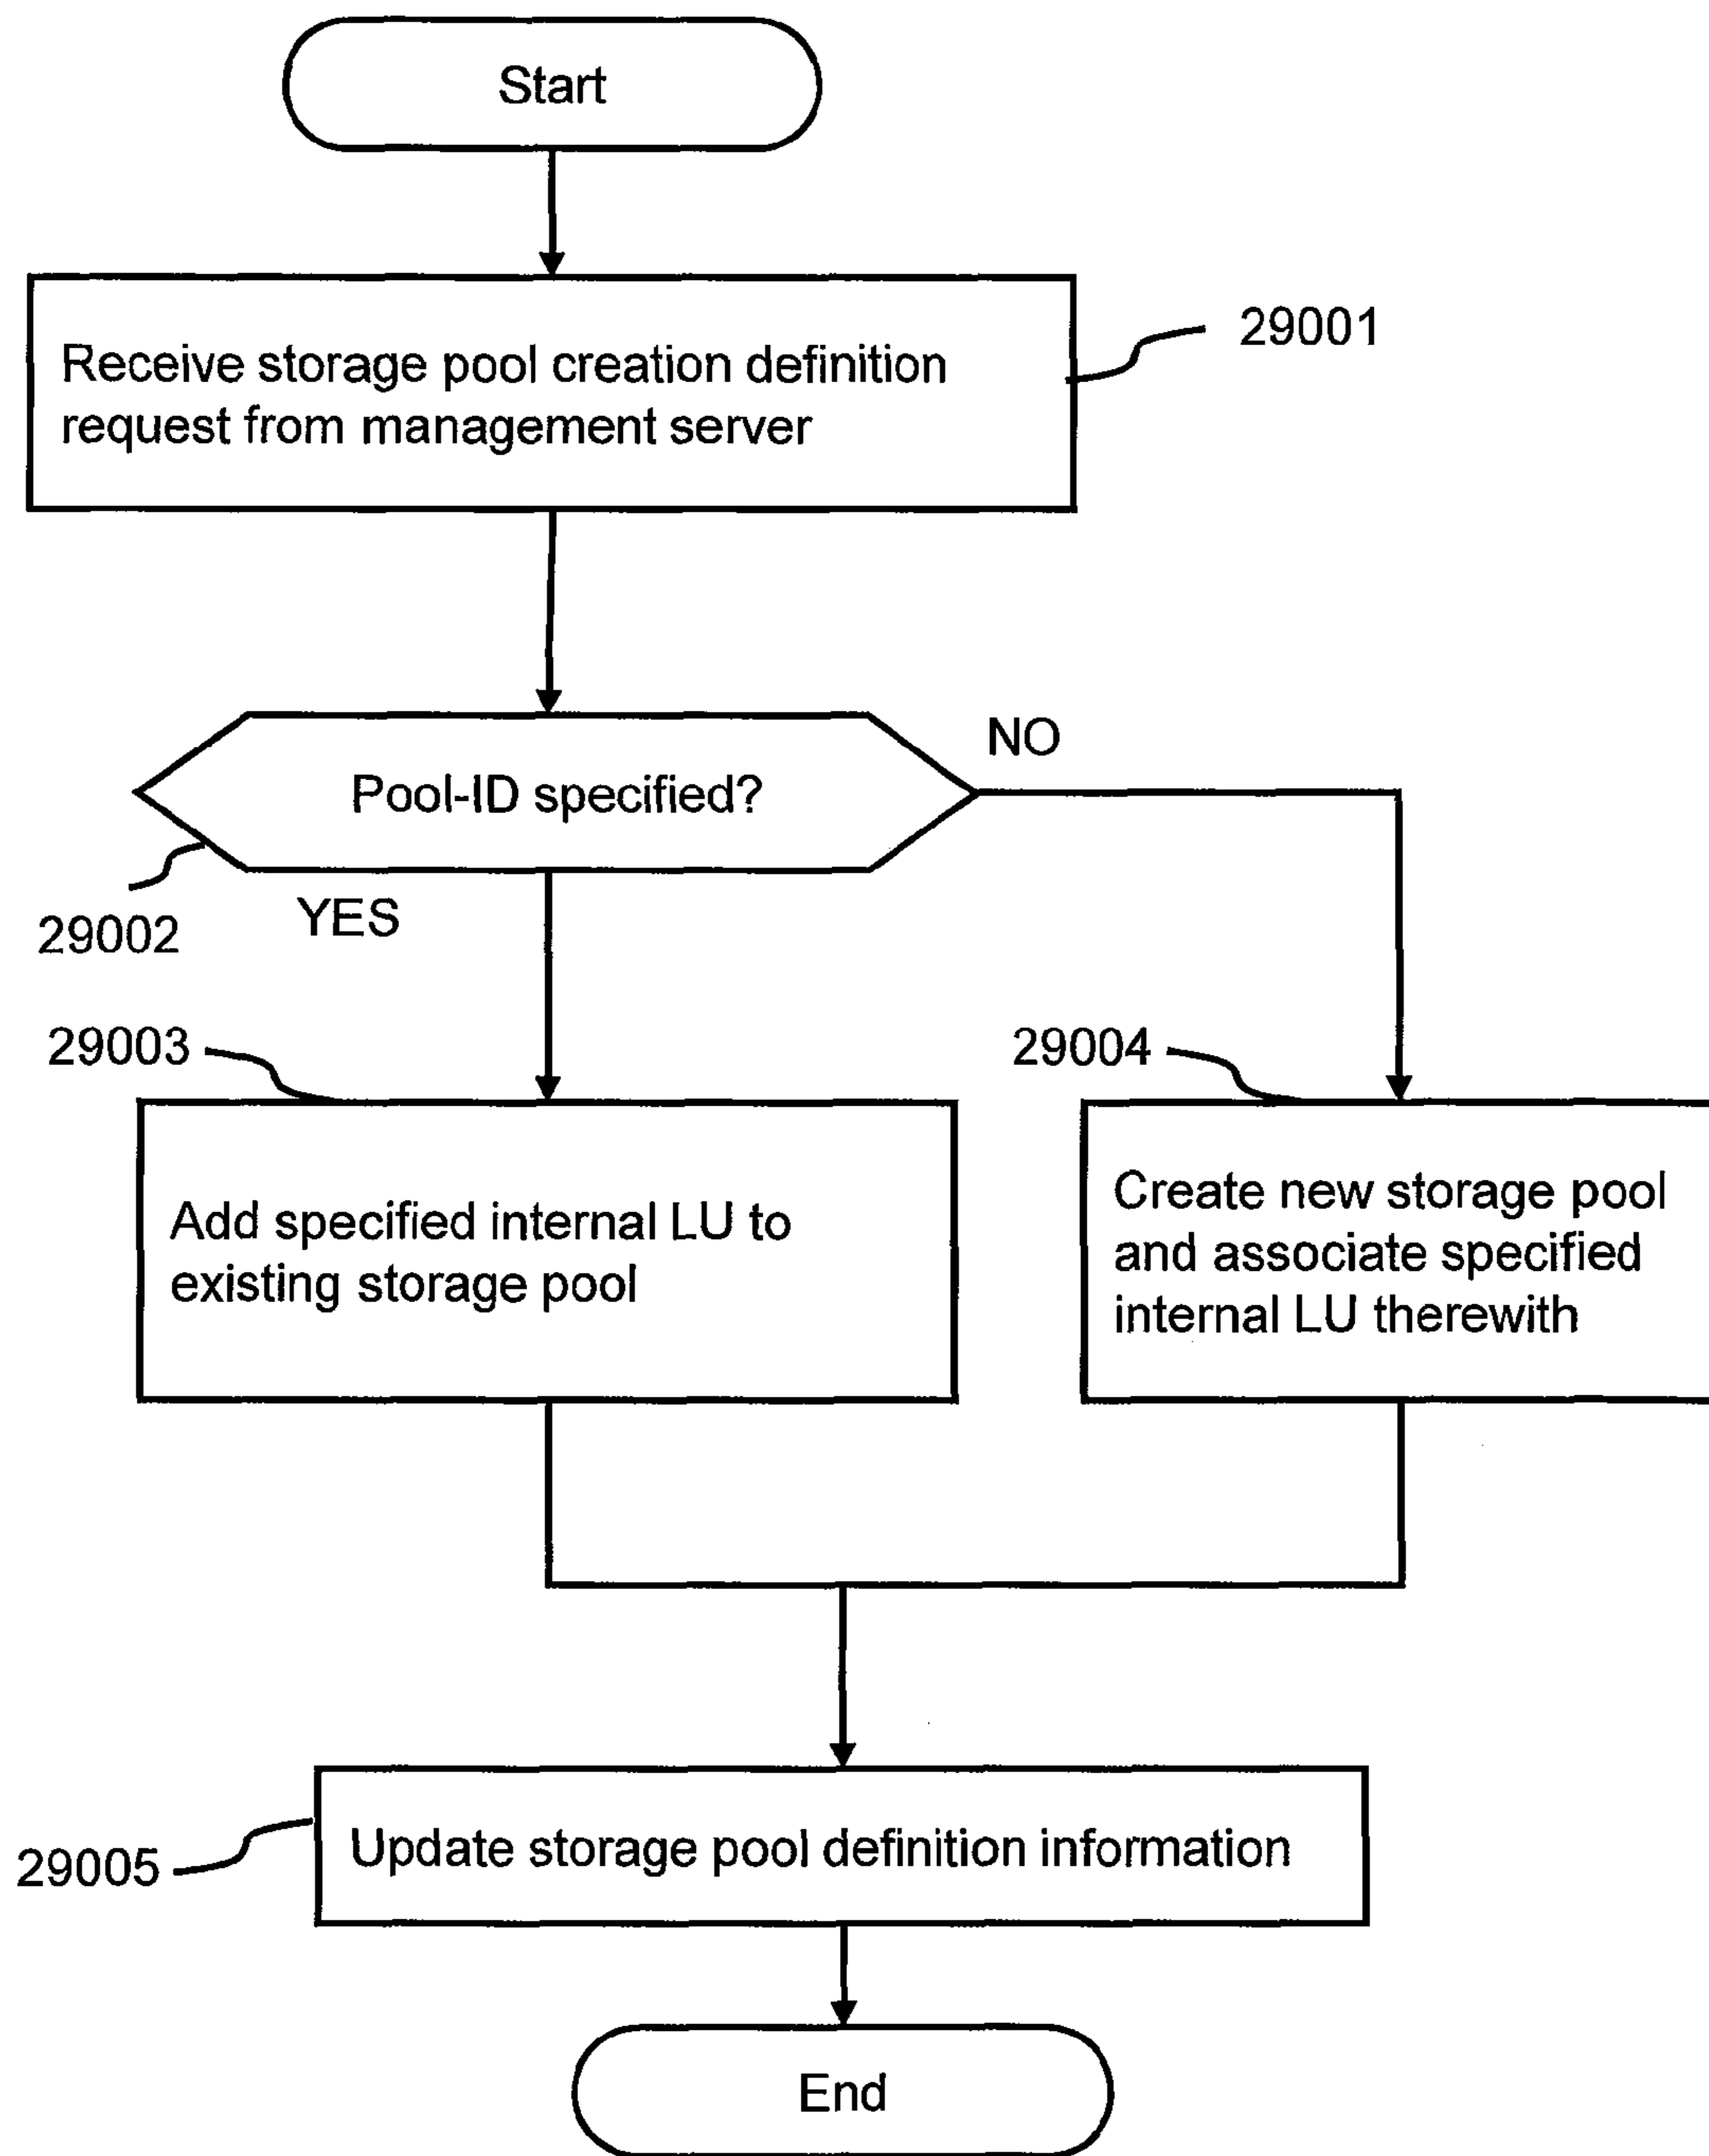 Start
Receive storage pool creation definition
request from management server
29001
Pool-ID specified?
NO
29002
YES
29003
29004
Add specified internal LU to
existing storage pool
Create new storage pool
and associate specified
internal LU therewith
Update storage pool definition information
29005
End